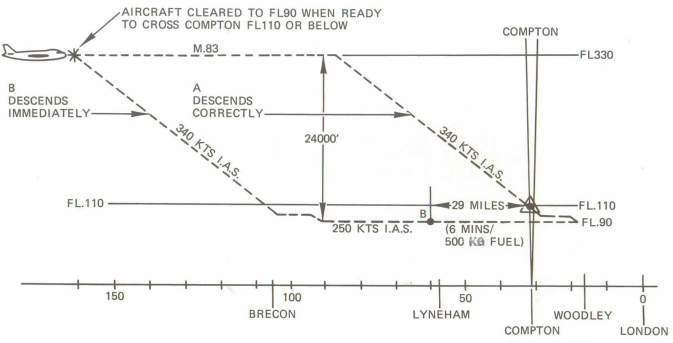 AIRCRAFT CLEARED TO FL90 WHEN READY
TO CROSS COMPTON FL110 OR BELOW
COMPTON
M.83
FL330
B
DESCENDS
IMMEDIATELY
A
DESCENDS
CORRECTLY
340 KTS I.A.S.
24000'
340 KTS I.A.S.
FL.110
B
29 MILES
FL.110
250 KTS I.A.S.
(6 MINS/
500 KG FUEL)
FL.90
150
100
50
0
BRECON
LYNEHAM
WOODLEY
COMPTON
LONDON